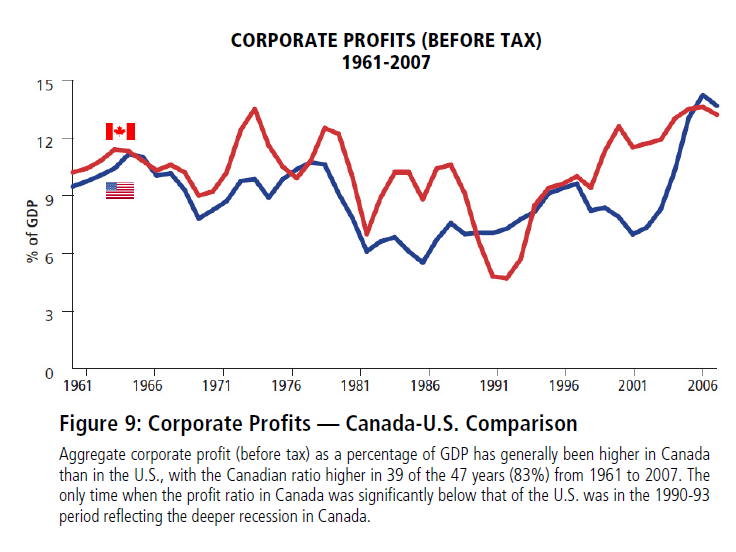 CORPORATE PROFITS (BEFORE TAX)
1961-2007
15
12
9
6
3
0
% of GDP
1961 1966 1971 1976 1981 1986 1991 1996 2001 2006
Figure 9: Corporate Profits — Canada-U.S. Comparison
Aggregate corporate profit (before tax) as a percentage of GDP has generally been higher in Canada
than in the U.S., with the Canadian ratio higher in 39 of the 47 years (83%) from 1961 to 2007. The
only time when the profit ratio in Canada was significantly below that of the U.S. was in the 1990-93
period reflecting the deeper recession in Canada.